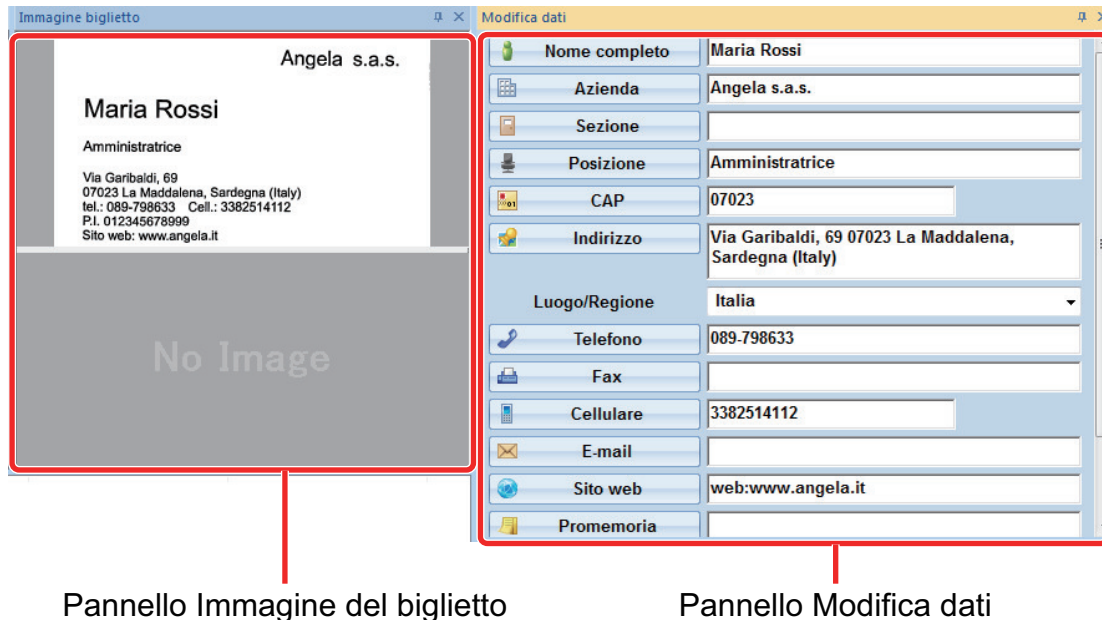 Immagine biglietto
Angela s.a.s.
Maria Rossi
Amministratrice
Via Garibaldi, 69
07023 La Maddalena, Sardegna (Italy)
tel.: 089-798633 Cell.: 3382514112
P.I. 012345678999
Sito web: www.angela.it
No Image
Modifica dati
Nome completo Maria Rossi
Azienda Angela s.a.s.
Sezione
Posizione Amministratrice
CAP 07023
Indirizzo Via Garibaldi, 69 07023 La Maddalena,
Sardegna (Italy)
Luogo/Regione Italia
Telefono 089-798633
Fax
Cellulare 3382514112
E-mail
Sito web web:www.angela.it
Promemoria
Pannello Immagine del biglietto
Pannello Modifica dati